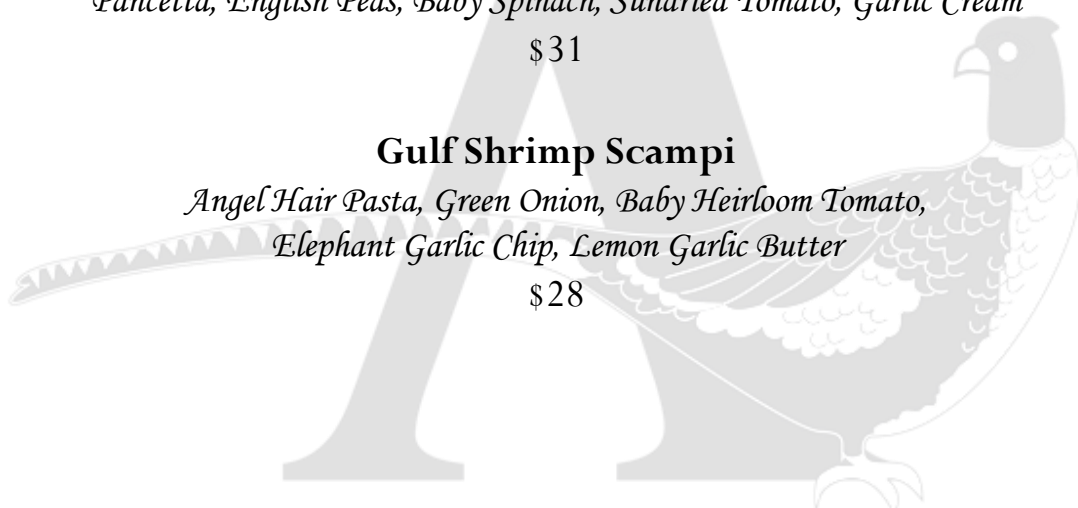 Pancetta, English Peas, Baby Spinach, Sundried Tomato, Garlic Cream
$31
Gulf Shrimp Scampi
Angel Hair Pasta, Green Onion, Baby Heirloom Tomato,
Elephant Garlic Chip, Lemon Garlic Butter
$28
A